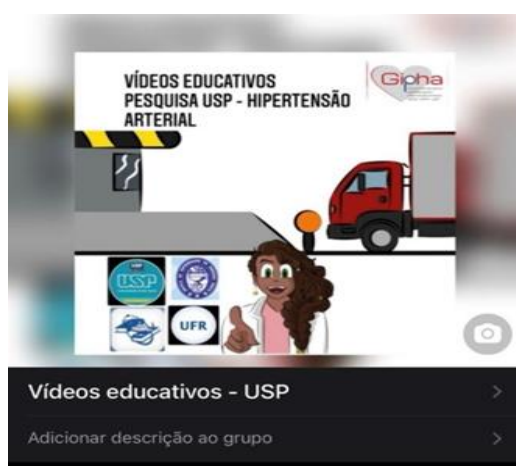 VÍDEOS EDUCATIVOS
PESQUISA USP - HIPERTENSÃO
ARTERIAL
Gipha
USP
UFR
Vídeos educativos - USP
Adicionar descrição ao grupo